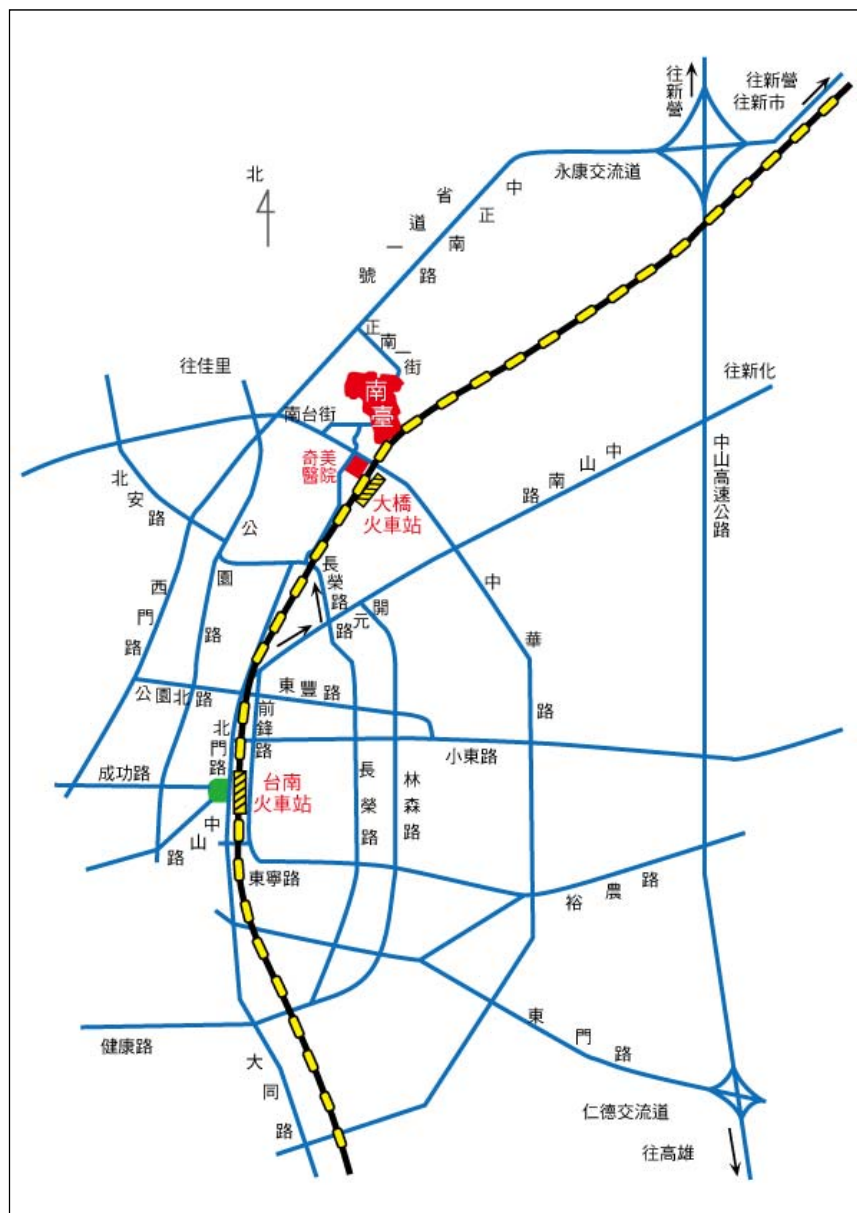 往新營
往新營
往新市
永康交流道
北
省道一號
中正南路
正南一街
往佳里
南臺
南台街
往新化
奇美
醫院
大橋
火車站
中山南路
中山高速公路
北安路
公園路
長榮路
西門路
開元路
中華路
公園北路
東豐路
前鋒路
北門路
小東路
成功路
台南
火車站
長榮路
林森路
中山路
東寧路
裕農路
東門路
健康路
大同路
仁德交流道
往高雄